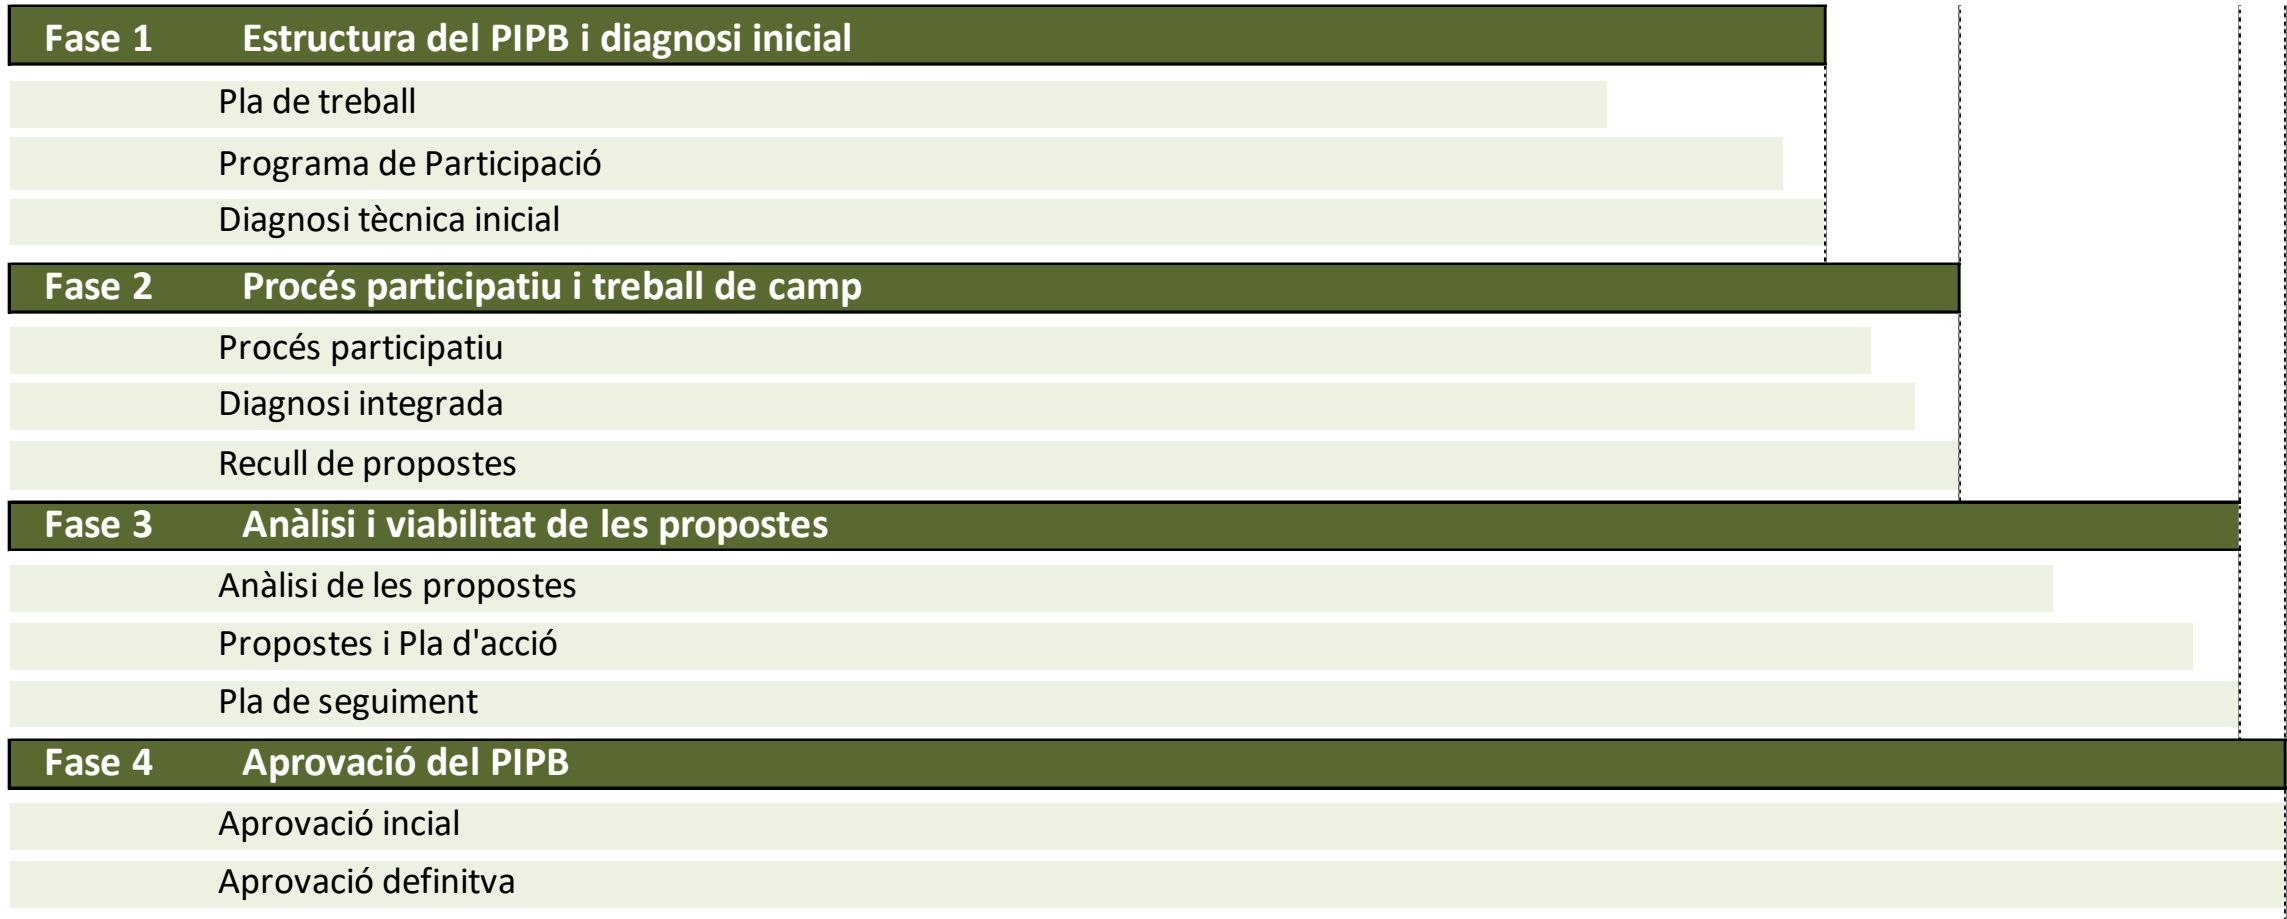 Fase 1 Estructura del PIPB i diagnosi inicial
Pla de treball
Programa de Participació
Diagnosi tècnica inicial
Fase 2 Procés participatiu i treball de camp
Procés participatiu
Diagnosi integrada
Recull de propostes
Fase 3 Anàlisi i viabilitat de les propostes
Anàlisi de les propostes
Propostes i Pla d'acció
Pla de seguiment
Fase 4 Aprovació del PIPB
Aprovació incial
Aprovació definitva